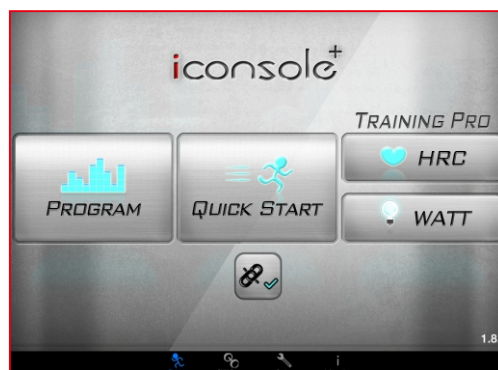 iconsole+
TRAINING PRO
PROGRAM
QUICK START
HRC
WATT
1.8
i